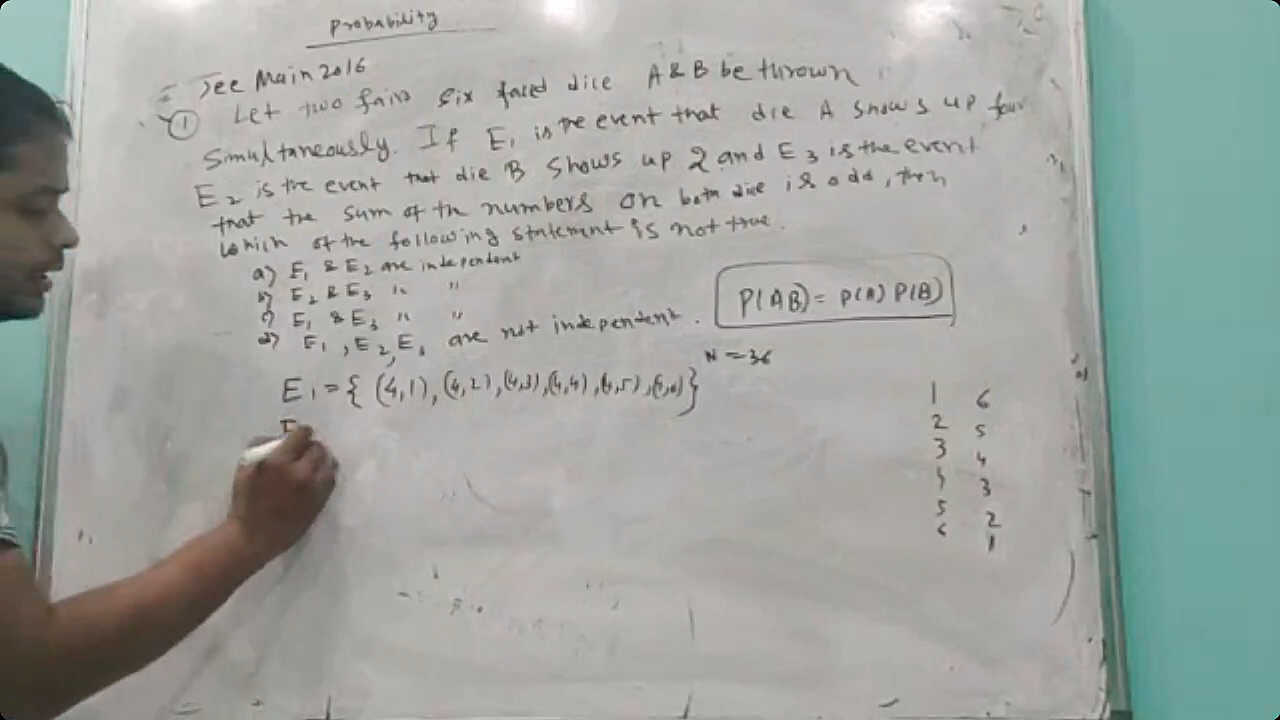 Probability
Jee Main 2016
① Let two fair six faced dice A & B be thrown
simultaneously. If E1 is the event that die A shows up four
E2 is the event that die B shows up 2 and E3 is the event
that the sum of th numbers on both dice is odd, then
which of the following statement is not true.
a) E1 & E2 are independent
b) E2 & E3 " "
c) E1 & E3 " "
d) E1, E2, E3 are not independent.
P(AB) = P(A) P(B)
N = 36
E1 = { (4,1), (4,2), (4,3), (4,4), (4,5), (4,6) }
1 6
2 5
3 4
4 3
5 2
6 1